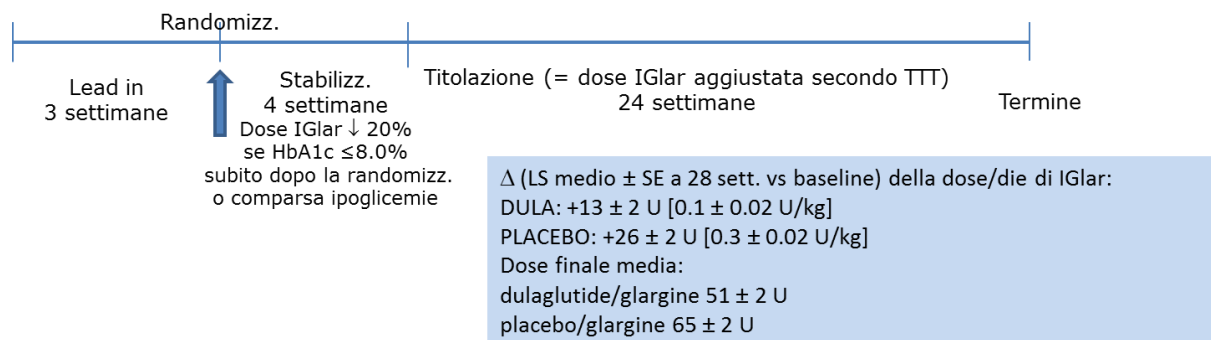 Randomizz.
Lead in
3 settimane
Stabilizz.
4 settimane
Dose IGlar ↓ 20%
se HbA1c ≤8.0%
subito dopo la randomizz.
o comparsa ipoglicemie
Titolazione (= dose IGlar aggiustata secondo TTT)
24 settimane
Termine
Δ (LS medio ± SE a 28 sett. vs baseline) della dose/die di IGlar:
DULA: +13 ± 2 U [0.1 ± 0.02 U/kg]
PLACEBO: +26 ± 2 U [0.3 ± 0.02 U/kg]
Dose finale media:
dulaglutide/glargine 51 ± 2 U
placebo/glargine 65 ± 2 U